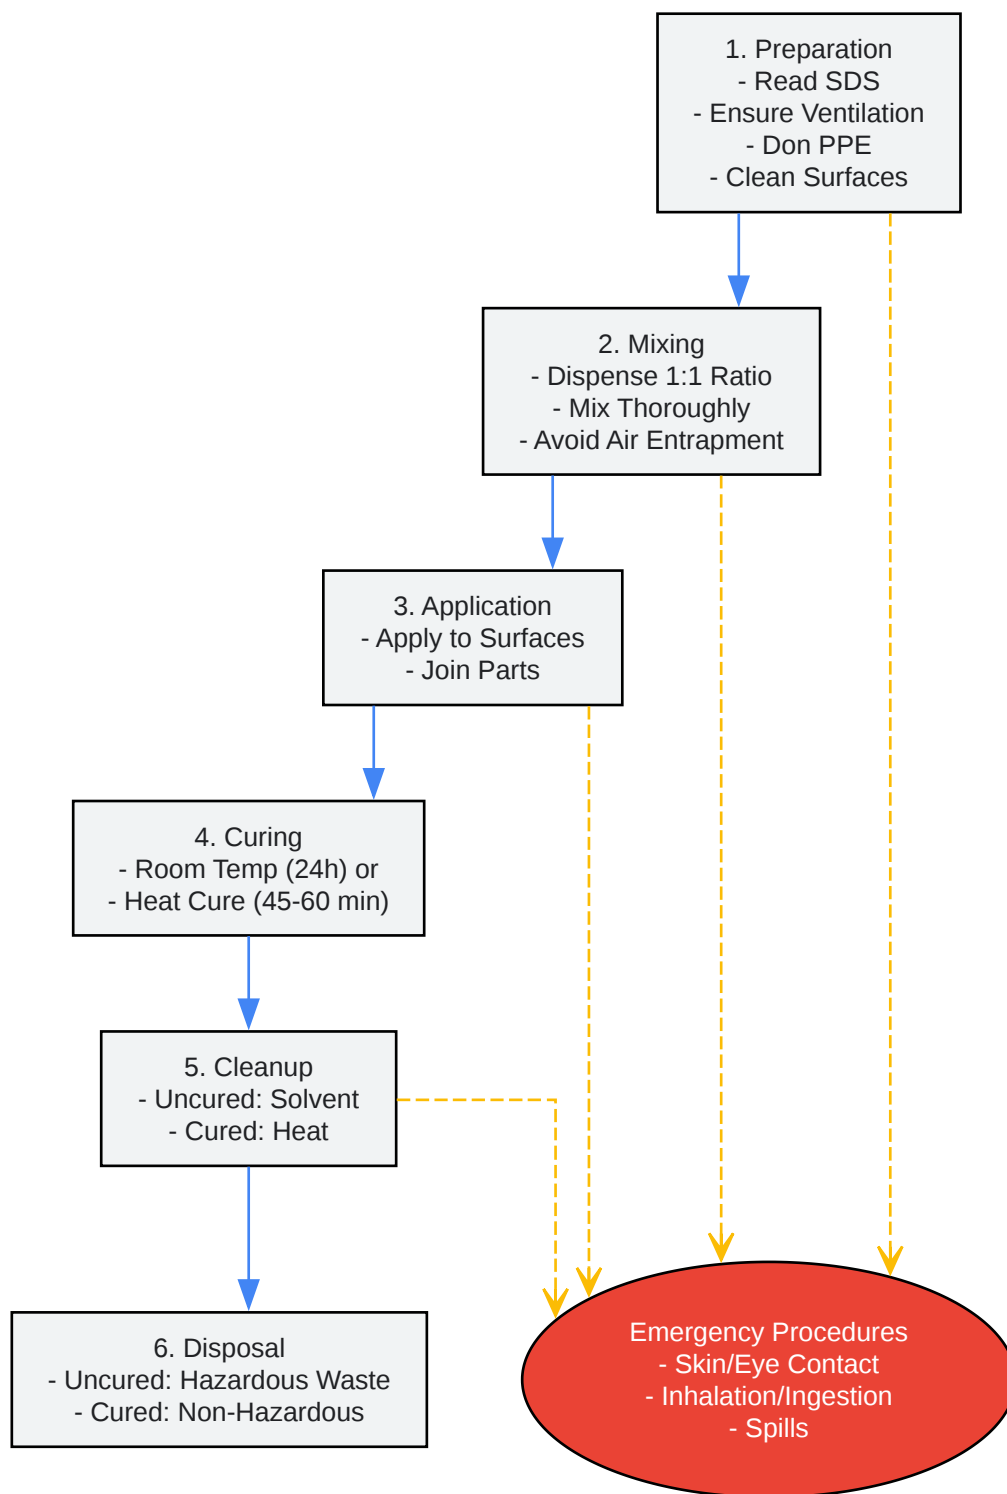 1. Preparation
- Read SDS
- Ensure Ventilation
- Don PPE
- Clean Surfaces
2. Mixing
- Dispense 1:1 Ratio
- Mix Thoroughly
- Avoid Air Entrapment
3. Application
- Apply to Surfaces
- Join Parts
4. Curing
- Room Temp (24h) or
- Heat Cure (45-60 min)
5. Cleanup
- Uncured: Solvent
- Cured: Heat
6. Disposal
- Uncured: Hazardous Waste
- Cured: Non-Hazardous
Emergency Procedures
- Skin/Eye Contact
- Inhalation/Ingestion
- Spills